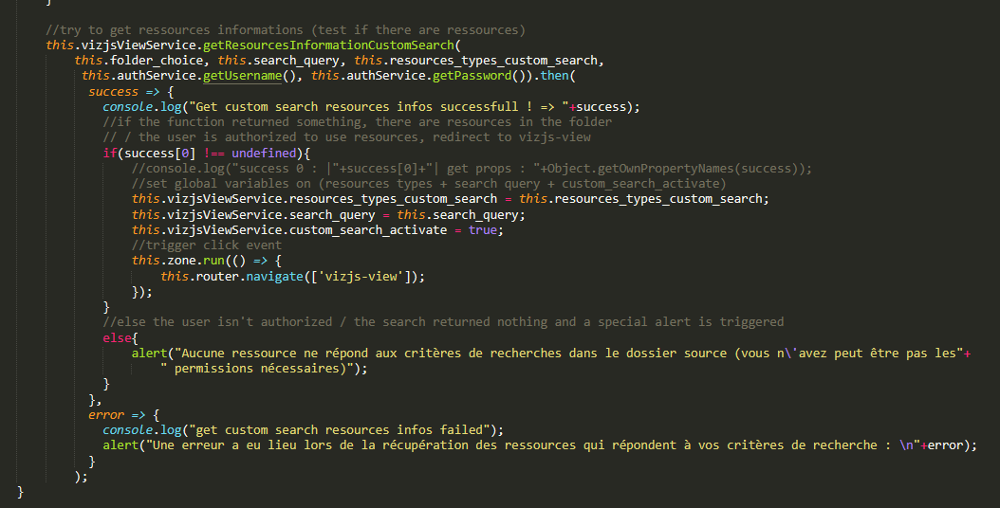 }
//try to get ressources informations (test if there are ressources)
this.vizjsViewService.getResourcesInformationCustomSearch(
this.folder_choice, this.search_query, this.resources_types_custom_search,
this.authService.getUsername(), this.authService.getPassword()).then(
success => {
console.log("Get custom search resources infos successfull ! => "+success);
//if the function returned something, there are resources in the folder
// / the user is authorized to use resources, redirect to vizjs-view
if(success[0] !== undefined){
//console.log("success 0 : |"+success[0]+"| get props : "+Object.getOwnPropertyNames(success));
//set global variables on (resources types + search query + custom_search_activate)
this.vizjsViewService.resources_types_custom_search = this.resources_types_custom_search;
this.vizjsViewService.search_query = this.search_query;
this.vizjsViewService.custom_search_activate = true;
//trigger click event
this.zone.run(() => {
this.router.navigate(['vizjs-view']);
});
}
//else the user isn't authorized / the search returned nothing and a special alert is triggered
else{
alert("Aucune ressource ne répond aux critères de recherches dans le dossier source (vous n\'avez peut être pas les"+
" permissions nécessaires)");
}
},
error => {
console.log("get custom search resources infos failed");
alert("Une erreur a eu lieu lors de la récupération des ressources qui répondent à vos critères de recherche : \n"+error);
}
);
}